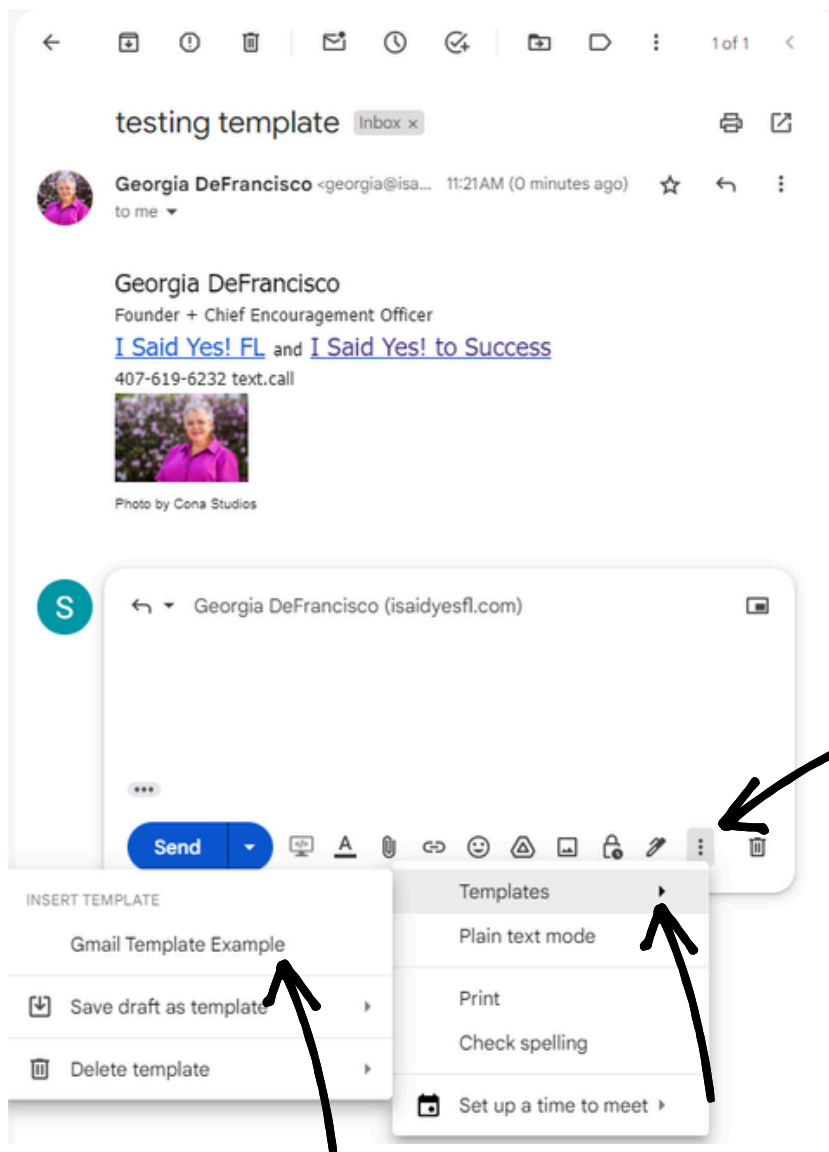 1 of 1
testing template Inbox ×
Georgia DeFrancisco <georgia@isa... 11:21 AM (0 minutes ago)
to me
Georgia DeFrancisco
Founder + Chief Encouragement Officer
I Said Yes! FL and I Said Yes! to Success
407-619-6232 text.call
Photo by Cona Studios
S
Georgia DeFrancisco (isaidyesfl.com)
Send A
INSERT TEMPLATE
Gmail Template Example
Save draft as template
Delete template
Templates
Plain text mode
Print
Check spelling
Set up a time to meet